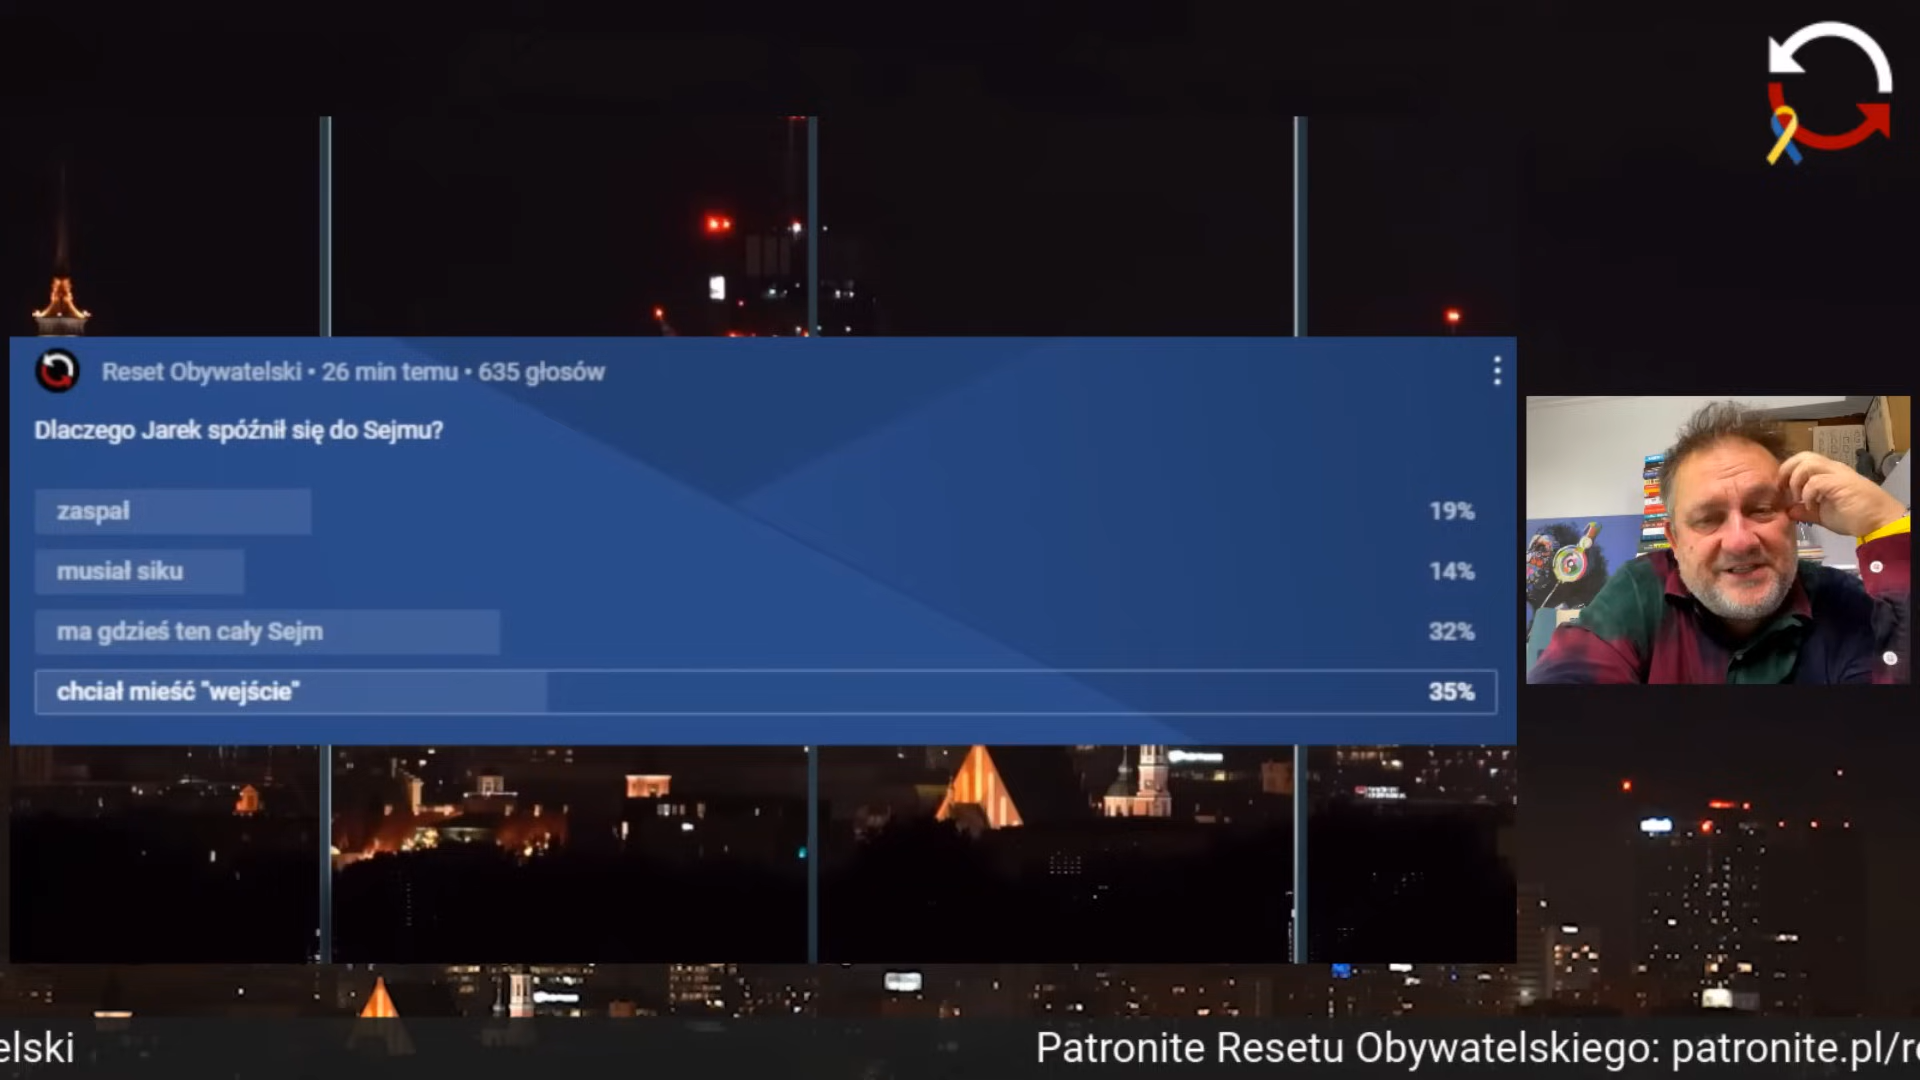 Reset Obywatelski • 26 min temu • 635 głosów
Dlaczego Jarek spóźnił się do Sejmu?
zaspał 19%
musiał siku 14%
ma gdzieś ten cały Sejm 32%
chciał mieść "wejście" 35%
elski Patronite Resetu Obywatelskiego: patronite.pl/re